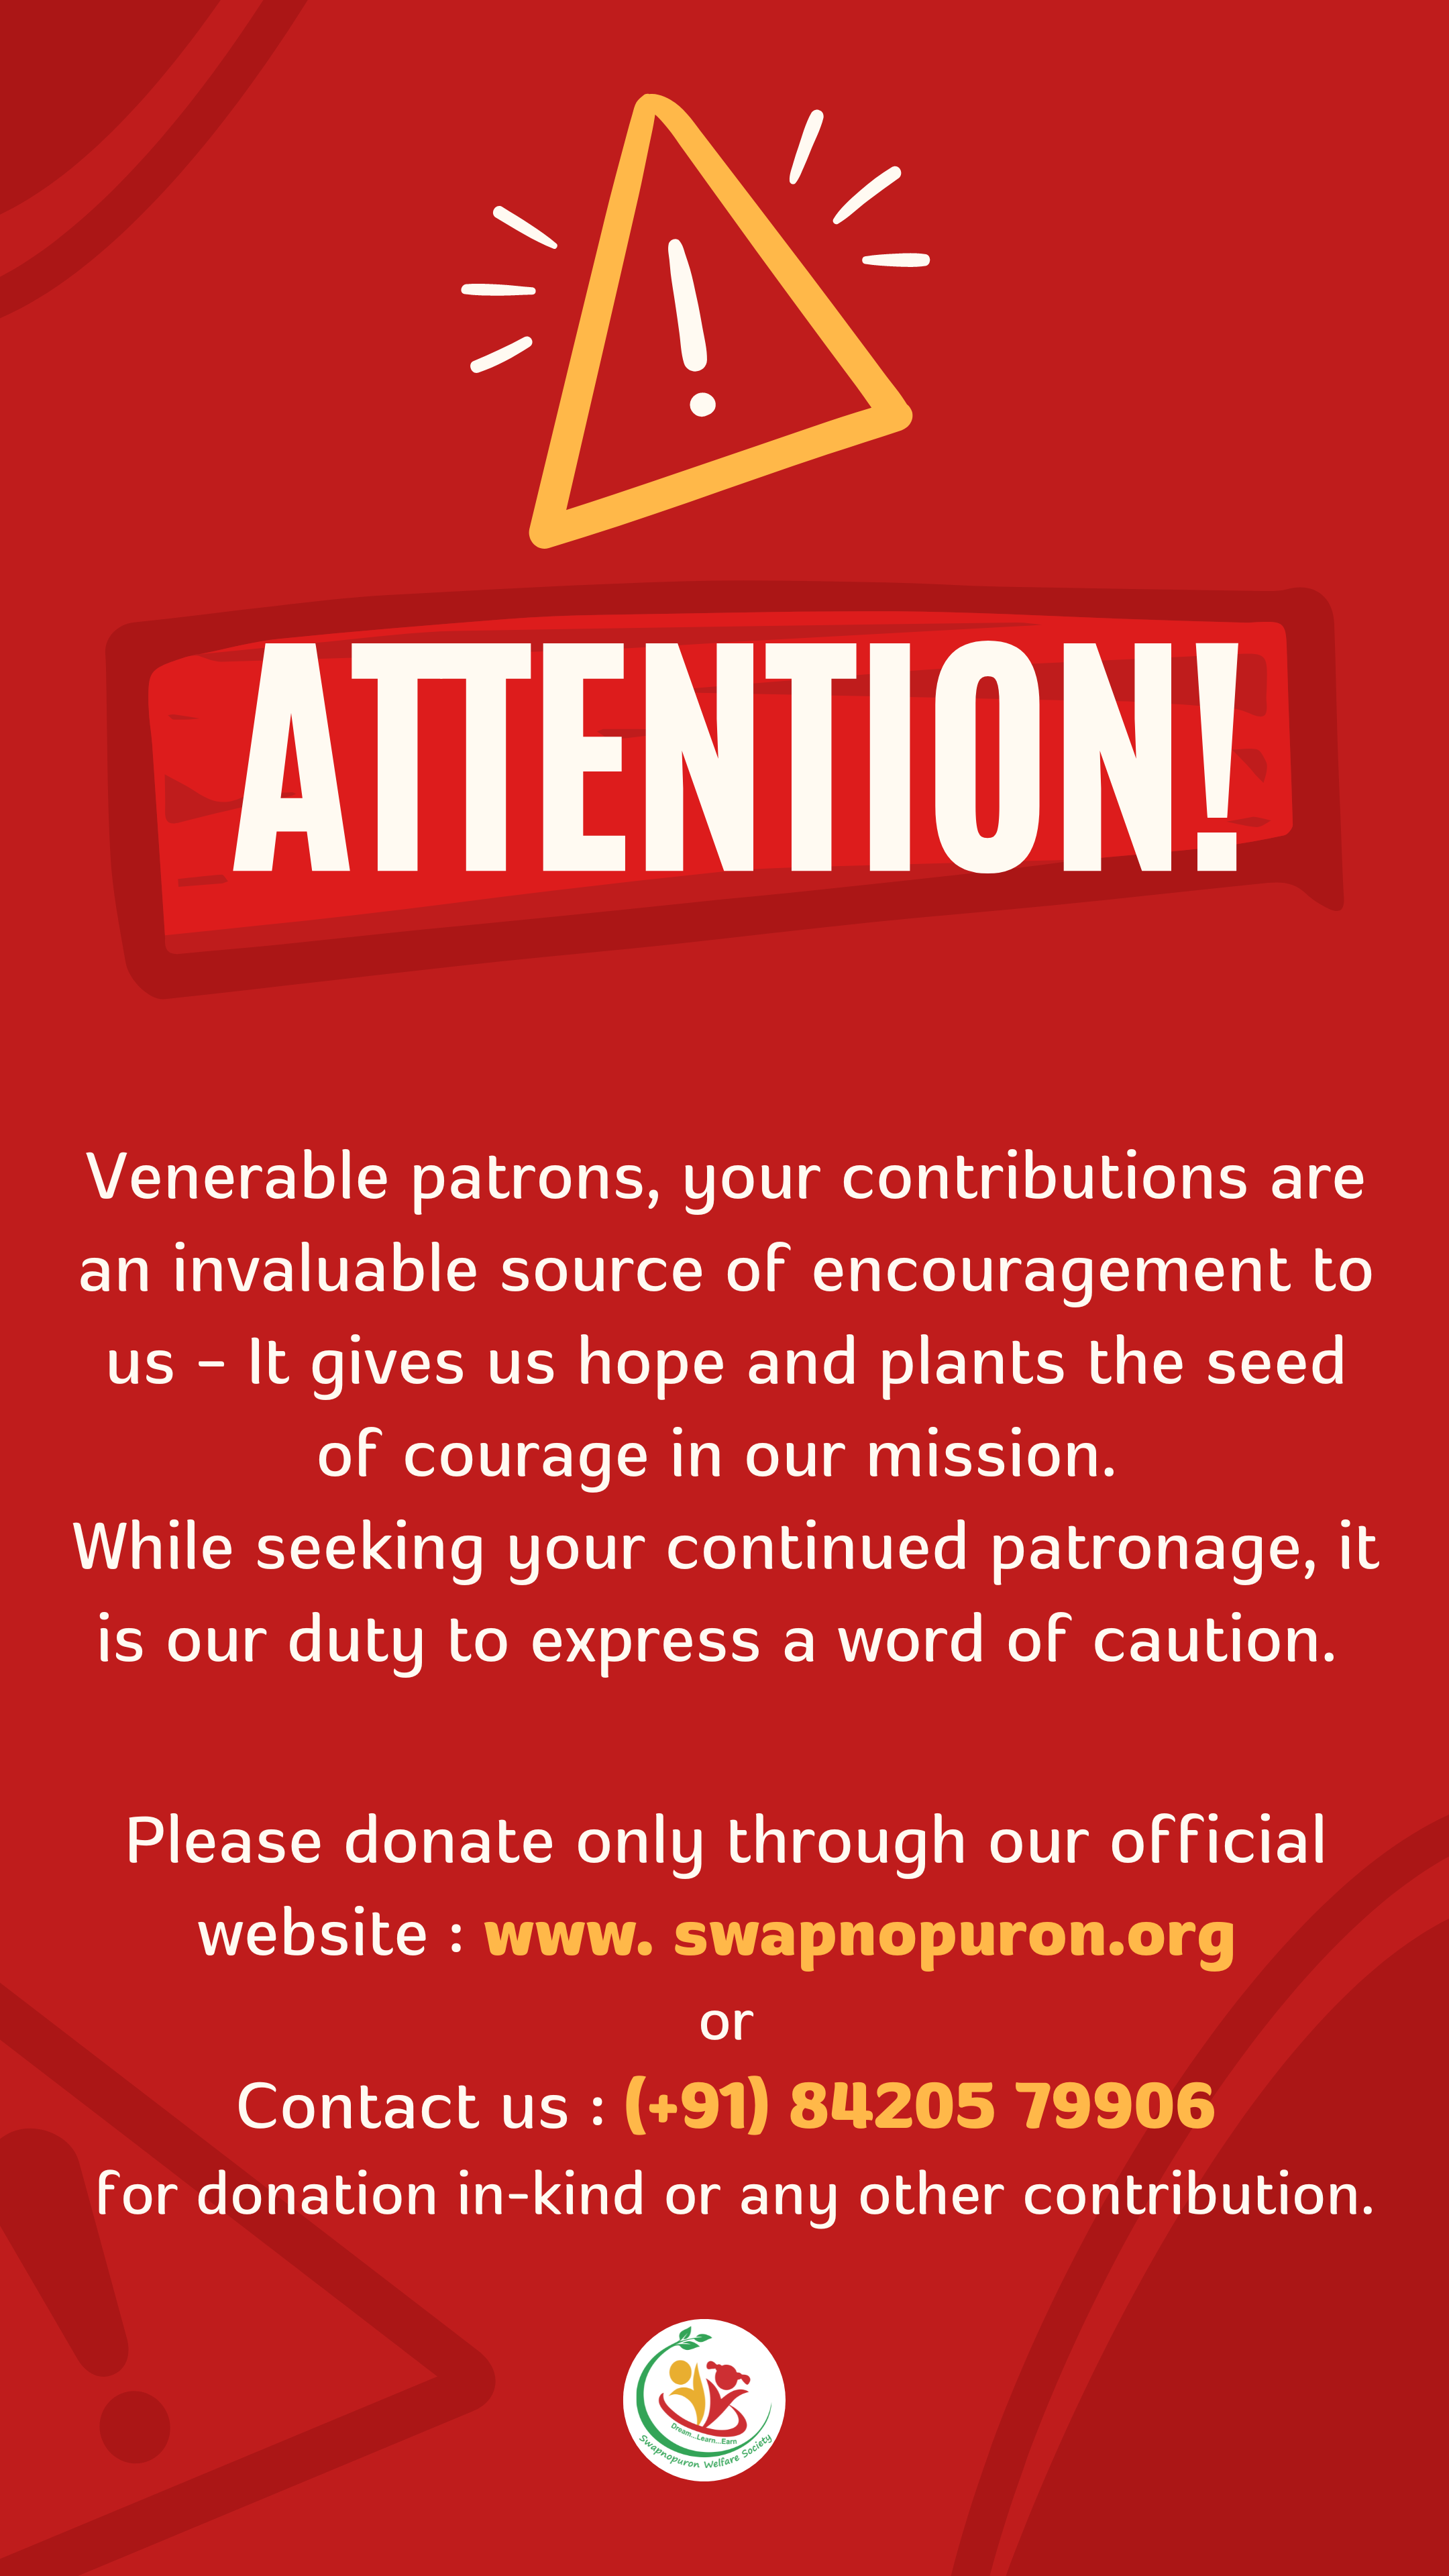 !
ATTENTION!
Venerable patrons, your contributions are
an invaluable source of encouragement to
us - It gives us hope and plants the seed
of courage in our mission.
While seeking your continued patronage, it
is our duty to express a word of caution.
Please donate only through our official
website : www. swapnopuron.org
or
Contact us : (+91) 84205 79906
for donation in-kind or any other contribution.
Dream...Learn...Earn
Swapnopuron Welfare Society